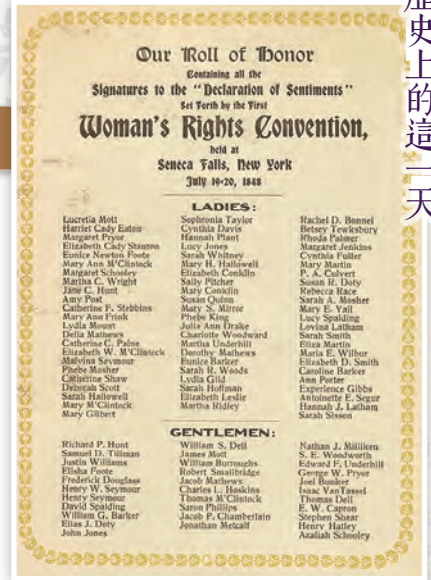 Our Roll of Honor
Containing all the
Signatures to the "Declaration of Sentiments"
Set Forth by the First
Woman's Rights Convention,
held at
Seneca Falls, New York
July 19-20, 1848
LADIES:
Lucretia Mott
Harriet Cady Eaton
Margaret Pryor
Elizabeth Cady Stanton
Eunice Newton Foote
Mary Ann M'Clintock
Margaret Schooley
Martha C. Wright
Jane C. Hunt
Amy Post
Catherine F. Stebbins
Mary Ann Frink
Lydia Mount
Delia Mathews
Catherine C. Paine
Elizabeth W. M'Clintock
Malvina Seymour
Phebe Mosher
Catherine Shaw
Deborah Scott
Sarah Hallowell
Mary M'Clintock
Mary Gilbert
Sophronia Taylor
Cynthia Davis
Hannah Plant
Lucy Jones
Sarah Whitney
Mary H. Hallowell
Elizabeth Conklin
Sally Pitcher
Mary Conklin
Susan Quinn
Mary S. Mirror
Phebe King
Julia Ann Drake
Charlotte Woodward
Martha Underhill
Dorothy Mathews
Eunice Barker
Sarah R. Woods
Lydia Gild
Sarah Hoffman
Elizabeth Leslie
Martha Ridley
Rachel D. Bonnel
Betsey Tewksbury
Rhoda Palmer
Margaret Jenkins
Cynthia Fuller
Mary Martin
P. A. Culvert
Susan R. Doty
Rebecca Race
Sarah A. Mosher
Mary E. Vail
Lucy Spalding
Lovina Latham
Sarah Smith
Eliza Martin
Maria E. Wilbur
Elizabeth D. Smith
Caroline Barker
Ann Porter
Experience Gibbs
Antoinette E. Segur
Hannah J. Latham
Sarah Sisson
GENTLEMEN:
Richard P. Hunt
Samuel D. Tillman
Justin Williams
Elisha Foote
Frederick Douglass
Henry W. Seymour
Henry Seymour
David Spalding
William G. Barker
Elias J. Doty
John Jones
William S. Dell
James Mott
William Burroughs
Robert Smallbridge
Jacob Mathews
Charles L. Hoskins
Thomas M'Clintock
Saron Phillips
Jacob P. Chamberlain
Jonathan Metcalf
Nathan J. Milliken
S. E. Woodworth
Edward F. Underhill
George W. Pryor
Joel Bunker
Isaac VanTassel
Thomas Dell
E. W. Capron
Stephen Shear
Henry Hatley
Azaliah Schooley
歷史上的這一天